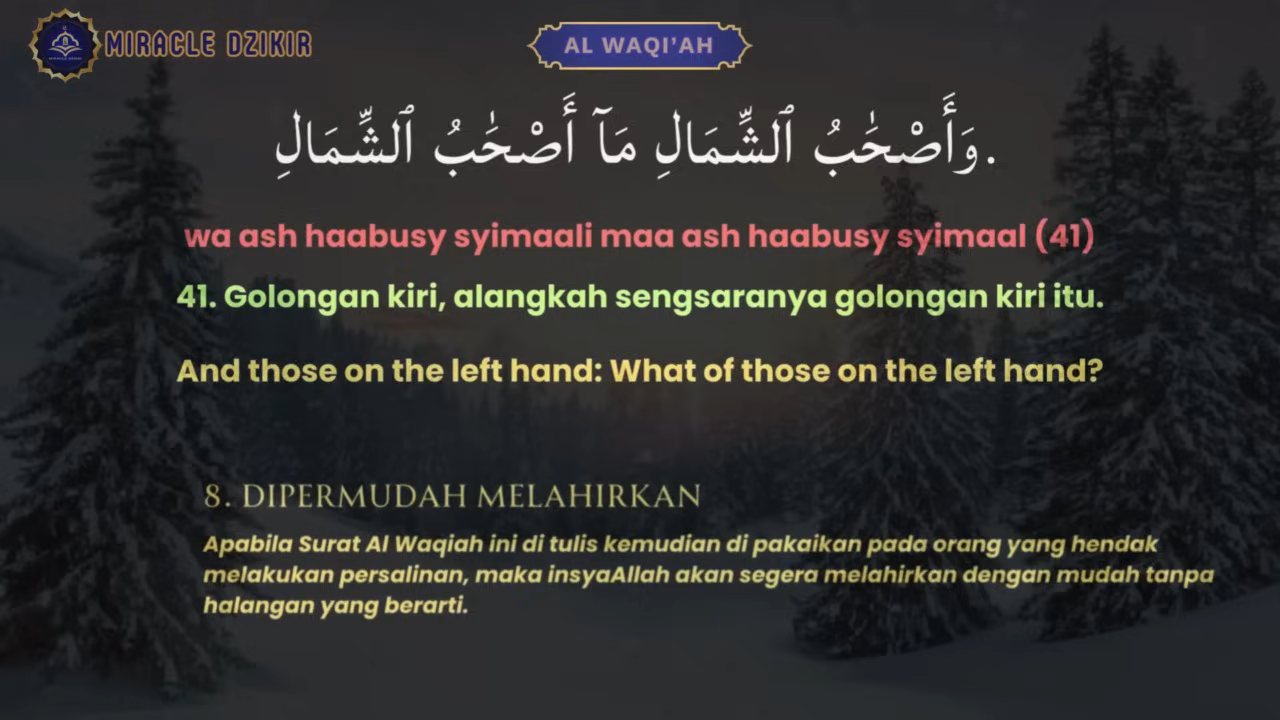 MIRACLE DZIKIR
AL WAQI'AH
وَأَصْحَٰبُ ٱلشِّمَالِ مَآ أَصْحَٰبُ ٱلشِّمَالِ.
wa ash haabusy syimaali maa ash haabusy syimaal (41)
41. Golongan kiri, alangkah sengsaranya golongan kiri itu.
And those on the left hand: What of those on the left hand?
8. DIPERMUDAH MELAHIRKAN
Apabila Surat Al Waqiah ini di tulis kemudian di pakaikan pada orang yang hendak
melakukan persalinan, maka insyaAllah akan segera melahirkan dengan mudah tanpa
halangan yang berarti.